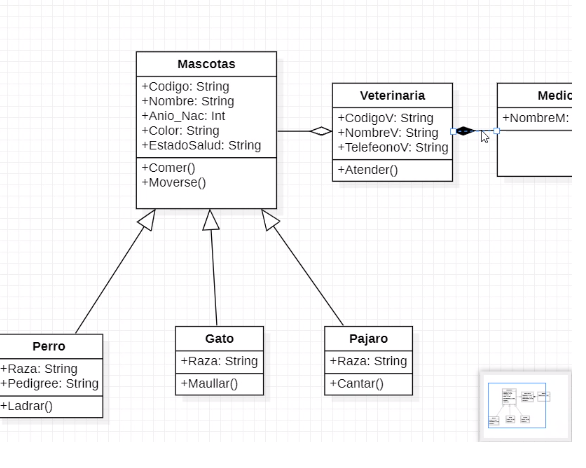 Mascotas
+Codigo: String
+Nombre: String
+Anio_Nac: Int
+Color: String
+EstadoSalud: String
+Comer()
+Moverse()
Veterinaria
+CodigoV: String
+NombreV: String
+TelefeonoV: String
+Atender()
Medic
+NombreM:
Perro
+Raza: String
+Pedigree: String
+Ladrar()
Gato
+Raza: String
+Maullar()
Pajaro
+Raza: String
+Cantar()